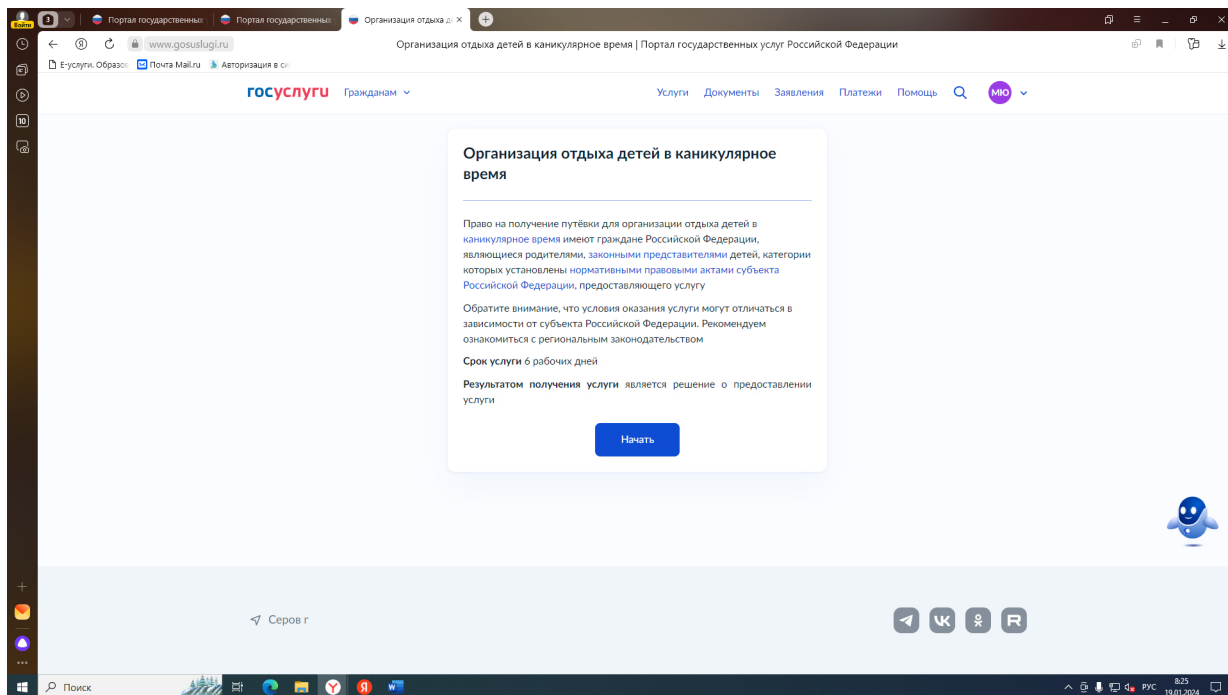 Войти
3
Портал государственных
Портал государственных
Организация отдыха д
www.gosuslugi.ru
Организация отдыха детей в каникулярное время | Портал государственных услуг Российской Федерации
Е-услуги. Образов
Почта Mail.ru
Авторизация в си
10
госуслуги
Гражданам
Услуги
Документы
Заявления
Платежи
Помощь
МЮ
Организация отдыха детей в каникулярное
время
Право на получение путёвки для организации отдыха детей в
каникулярное время имеют граждане Российской Федерации,
являющиеся родителями, законными представителями детей, категории
которых установлены нормативными правовыми актами субъекта
Российской Федерации, предоставляющего услугу
Обратите внимание, что условия оказания услуги могут отличаться в
зависимости от субъекта Российской Федерации. Рекомендуем
ознакомиться с региональным законодательством
Срок услуги 6 рабочих дней
Результатом получения услуги является решение о предоставлении
услуги
Начать
Серов г
Поиск
РУС
8:25
19.01.2024